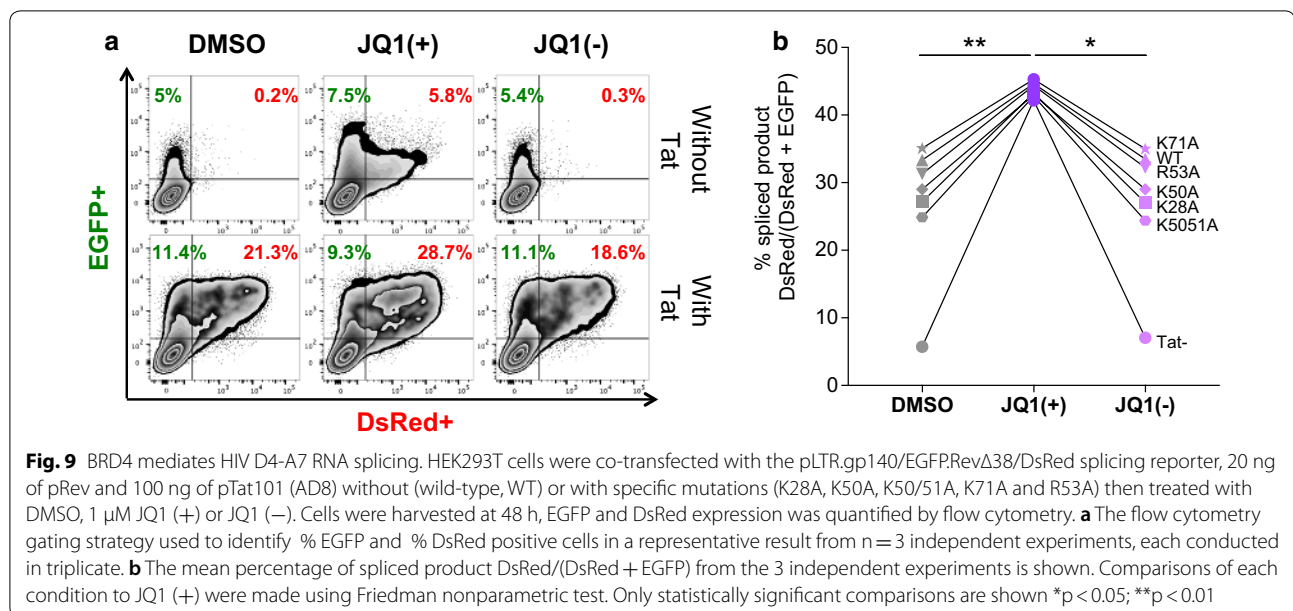 a
DMSO JQ1(+) JQ1(-)
5% 0.2% 7.5% 5.8% 5.4% 0.3%
Without Tat
11.4% 21.3% 9.3% 28.7% 11.1% 18.6%
With Tat
EGFP+
DsRed+
b
** *
% spliced product
DsRed/(DsRed + EGFP)
50
40
30
20
10
0
K71A
WT
R53A
K50A
K28A
K5051A
Tat-
DMSO JQ1(+) JQ1(-)
Fig. 9 BRD4 mediates HIV D4-A7 RNA splicing. HEK293T cells were co-transfected with the pLTR.gp140/EGFP.RevΔ38/DsRed splicing reporter, 20 ng
of pRev and 100 ng of pTat101 (AD8) without (wild-type, WT) or with specific mutations (K28A, K50A, K50/51A, K71A and R53A) then treated with
DMSO, 1 µM JQ1 (+) or JQ1 (−). Cells were harvested at 48 h, EGFP and DsRed expression was quantified by flow cytometry. a The flow cytometry
gating strategy used to identify % EGFP and % DsRed positive cells in a representative result from n = 3 independent experiments, each conducted
in triplicate. b The mean percentage of spliced product DsRed/(DsRed + EGFP) from the 3 independent experiments is shown. Comparisons of each
condition to JQ1 (+) were made using Friedman nonparametric test. Only statistically significant comparisons are shown *p < 0.05; **p < 0.01